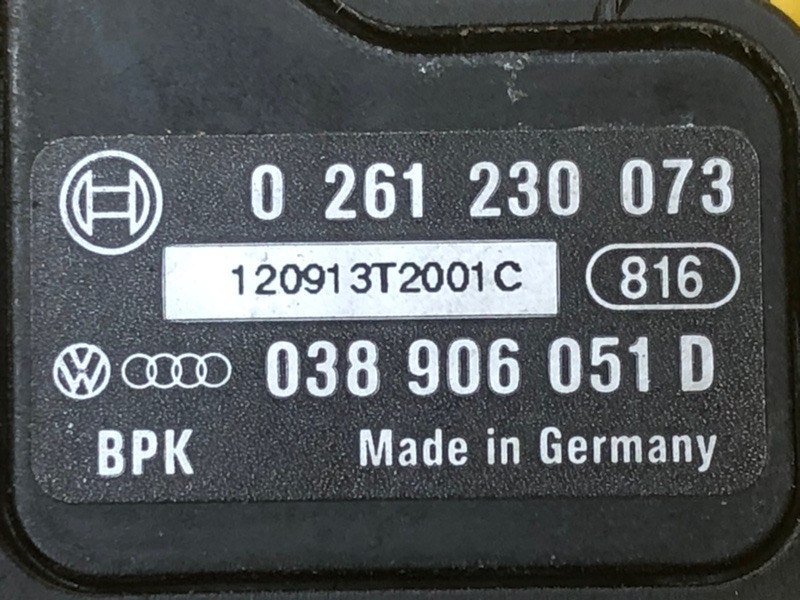 0 261 230 073
120913T2001C 816
038 906 051 D
BPK Made in Germany